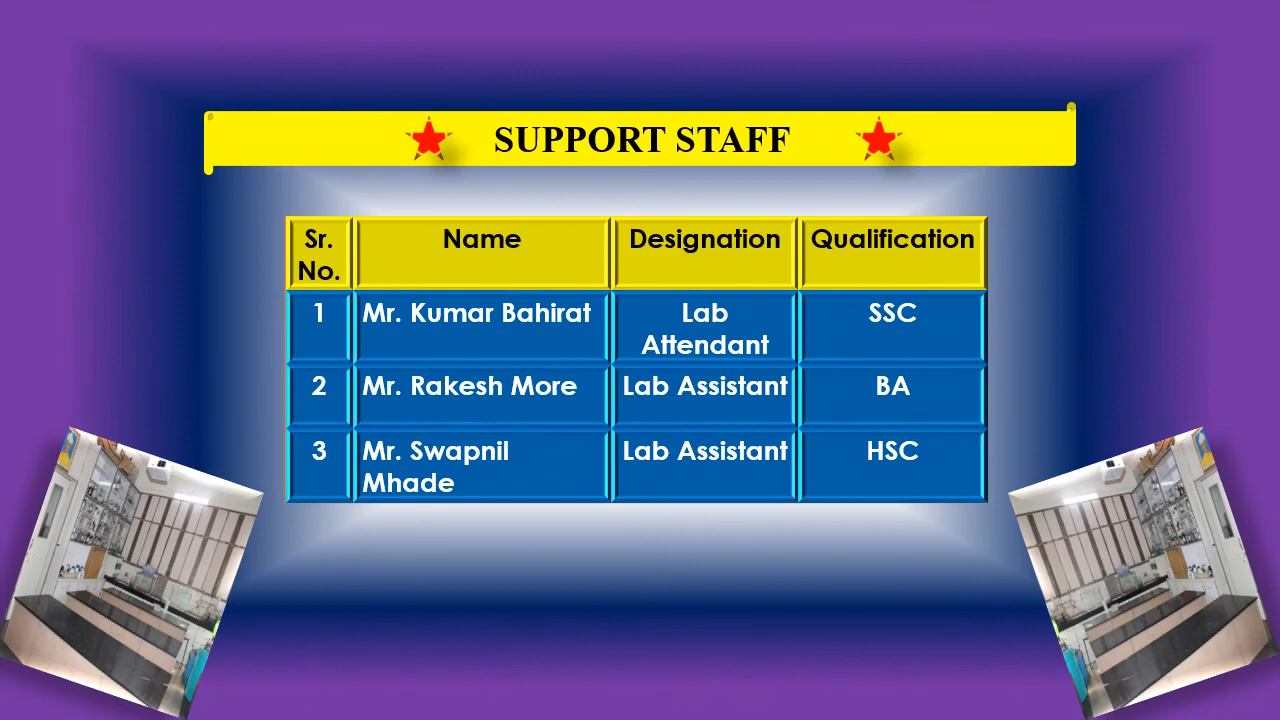 SUPPORT STAFF
Sr. No. Name Designation Qualification
1 Mr. Kumar Bahirat Lab Attendant SSC
2 Mr. Rakesh More Lab Assistant BA
3 Mr. Swapnil Mhade Lab Assistant HSC